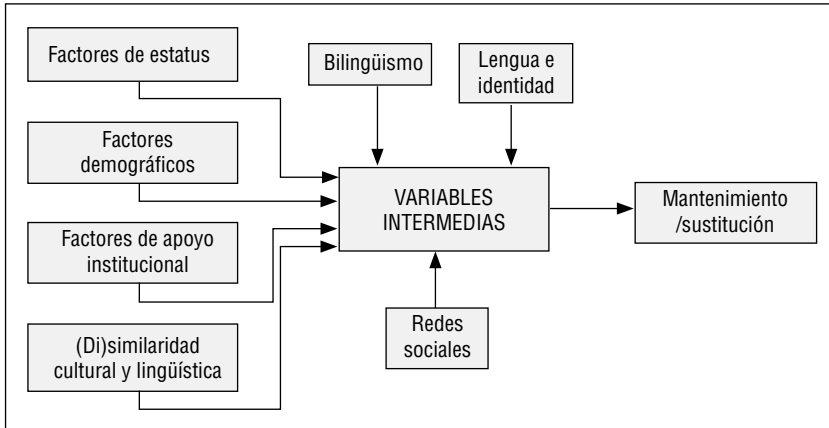 Factores de estatus
Factores
demográficos
Factores de apoyo
institucional
(Di)similaridad
cultural y lingüística
Bilingüismo
Lengua e
identidad
VARIABLES
INTERMEDIAS
Redes
sociales
Mantenimiento
/sustitución